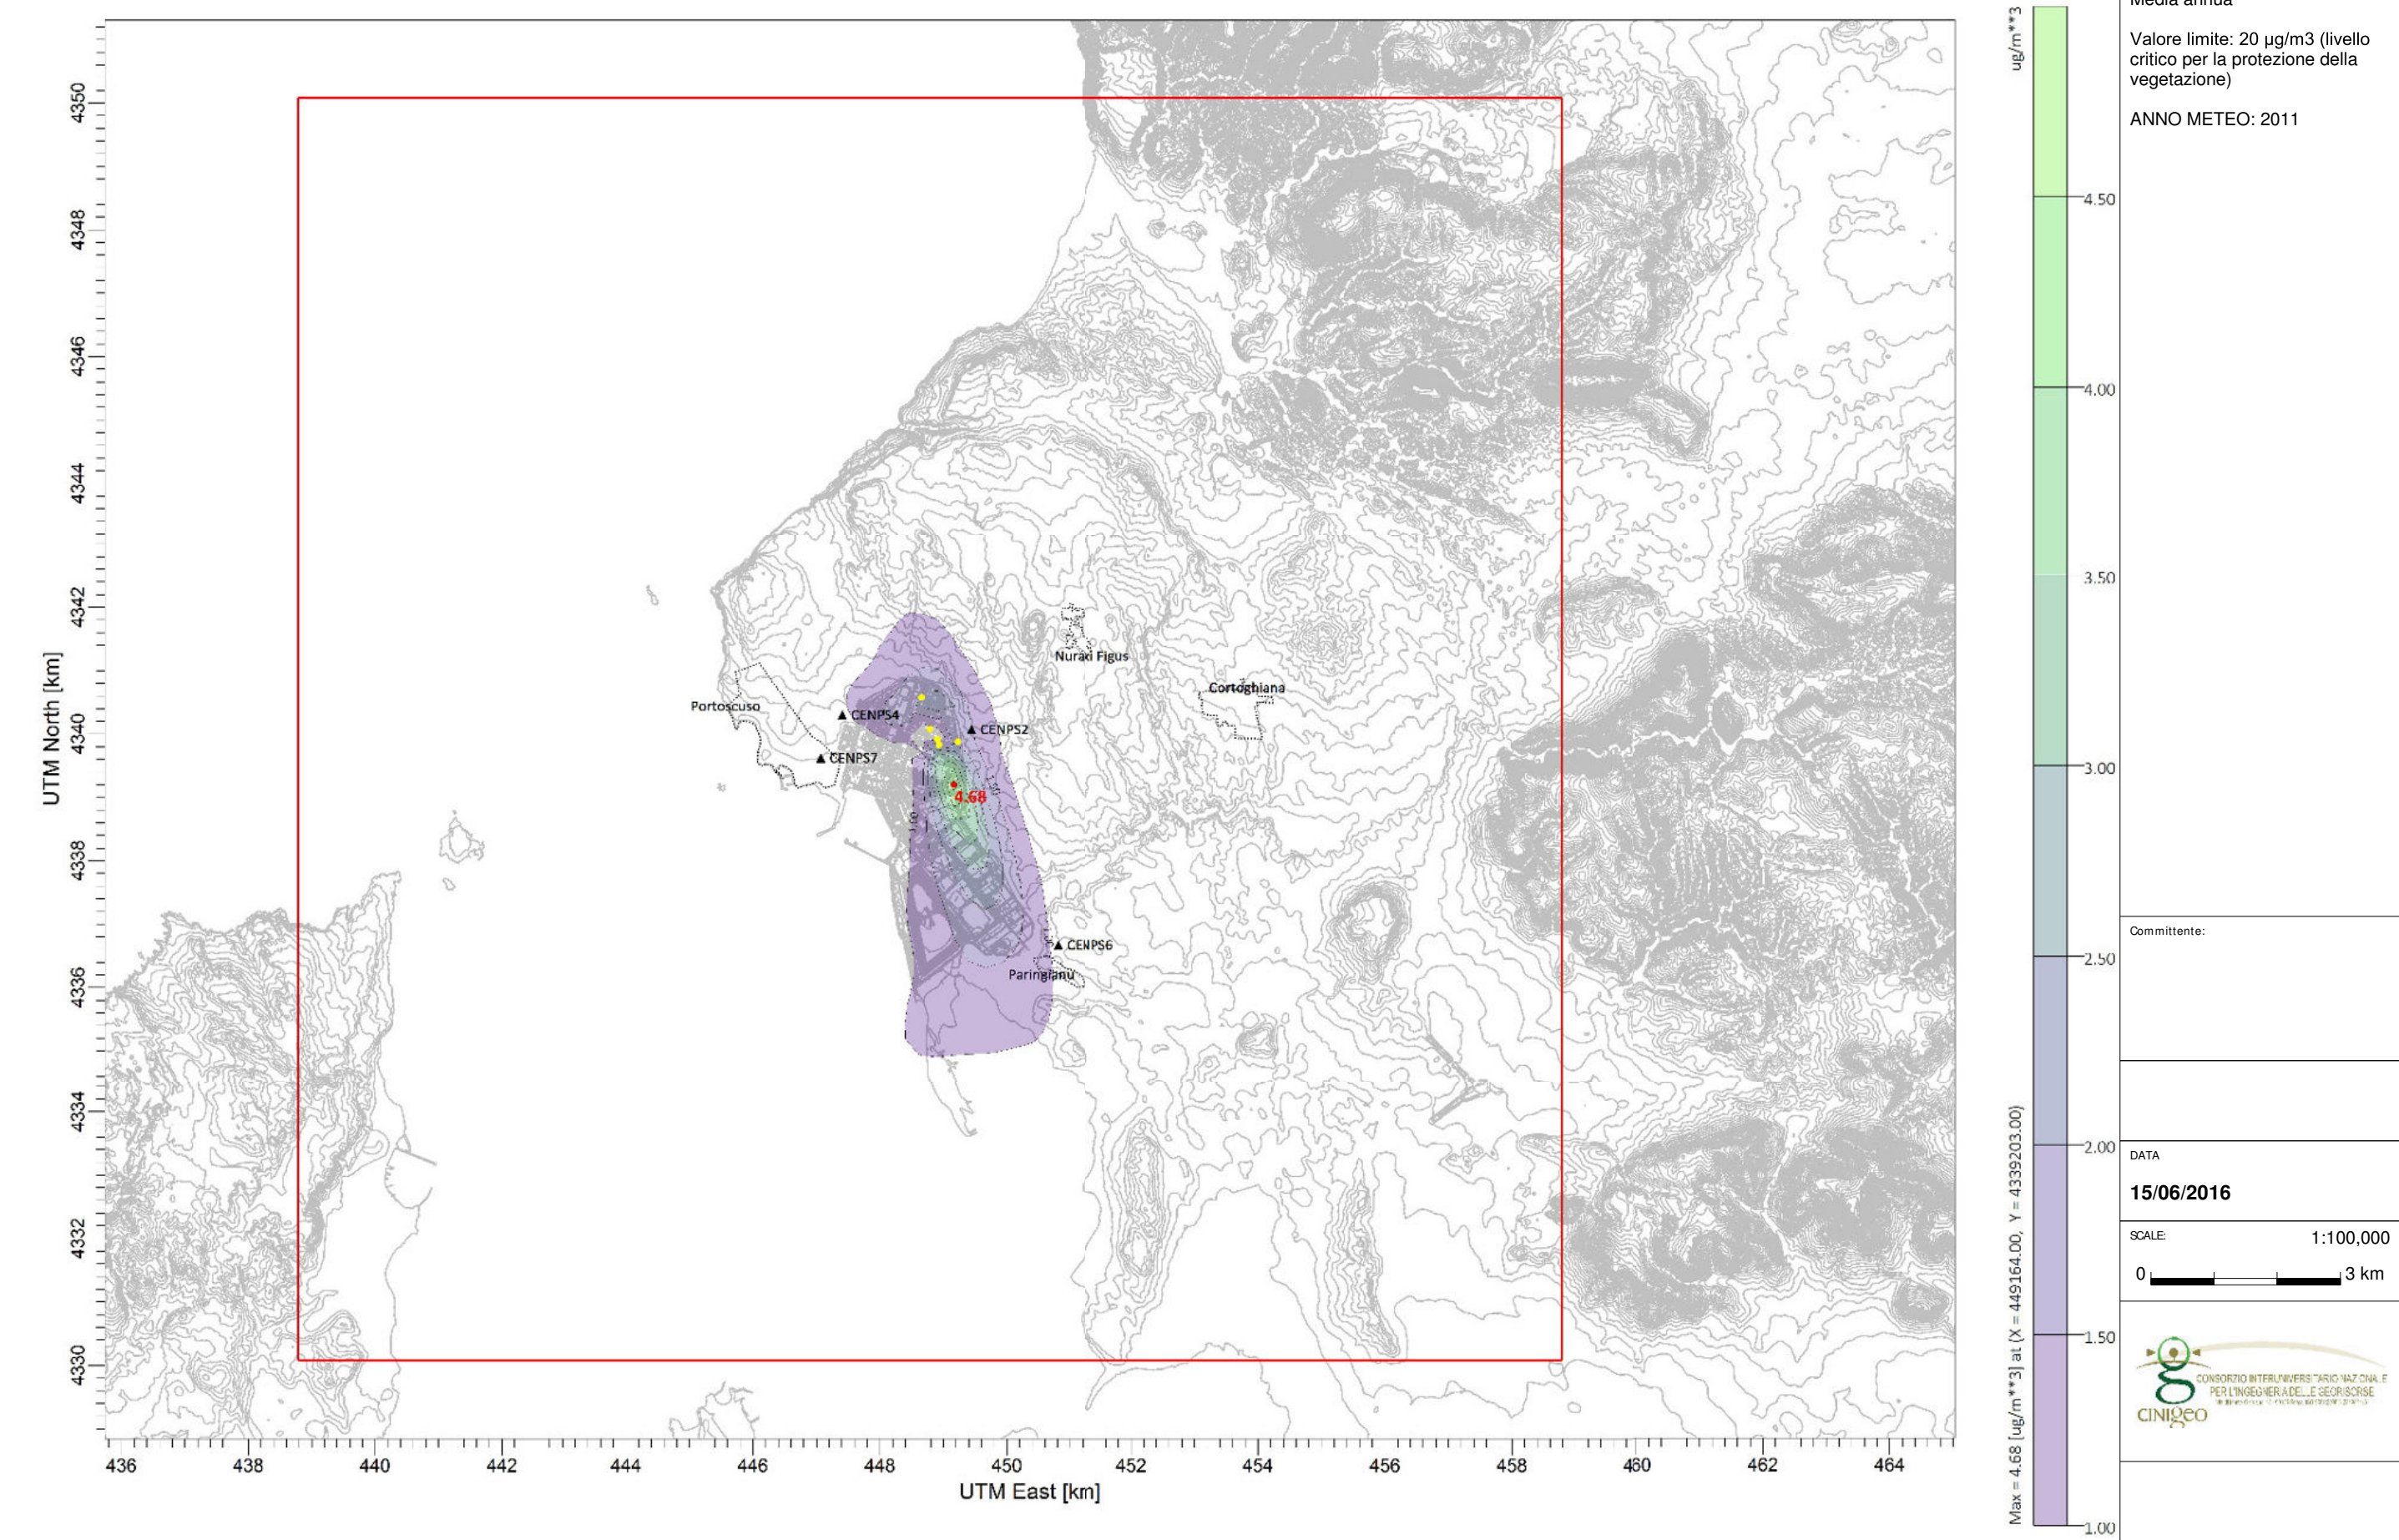 Media annua
Valore limite: 20 µg/m3 (livello
critico per la protezione della
vegetazione)
ANNO METEO: 2011
ug/m**3
4.50
4.00
3.50
3.00
2.50
2.00
1.50
1.00
Max = 4.68 [ug/m**3] at (X = 449164.00, Y = 4339203.00)
UTM North [km]
4350
4348
4346
4344
4342
4340
4338
4336
4334
4332
4330
Nuraxi Figus
Cortoghiana
Portoscuso
CENPS4
CENPS2
CENPS7
4.68
1.00
CENPS6
Paringianu
436
438
440
442
444
446
448
450
452
454
456
458
460
462
464
UTM East [km]
Committente:
DATA
15/06/2016
SCALE:
1:100,000
0
3 km
CONSORZIO INTERUNIVERSITARIO NAZIONALE
PER L'INGEGNERIA DELLE GEORISORSE
CINIGEO